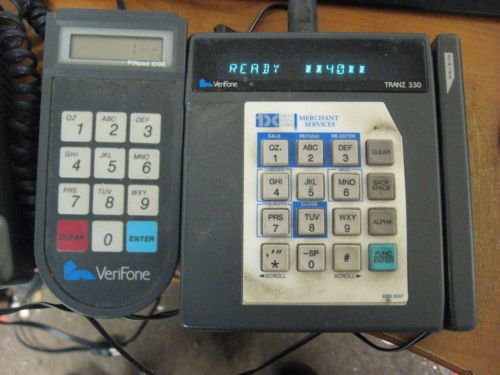 PINpad 1000
QZ 1
ABC 2
DEF 3
GHI 4
JKL 5
MNO 6
PRS 7
TUV 8
WXY 9
CLEAR
0
ENTER
VeriFone
READY **40**
VeriFone
TRANZ 330
MERCHANT
SERVICES
SALE
REFUND
RE-ENTER
QZ. 1
ABC 2
DEF 3
CLEAR
CHECKS
MISC.
GHI 4
JKL 5
MNO 6
BACK
SPACE
CLOSE
PRS 7
TUV 8
WXY 9
ALPHA
,'" *
-SP 0
#
FUNC
ENTER
SCROLL
SCROLL